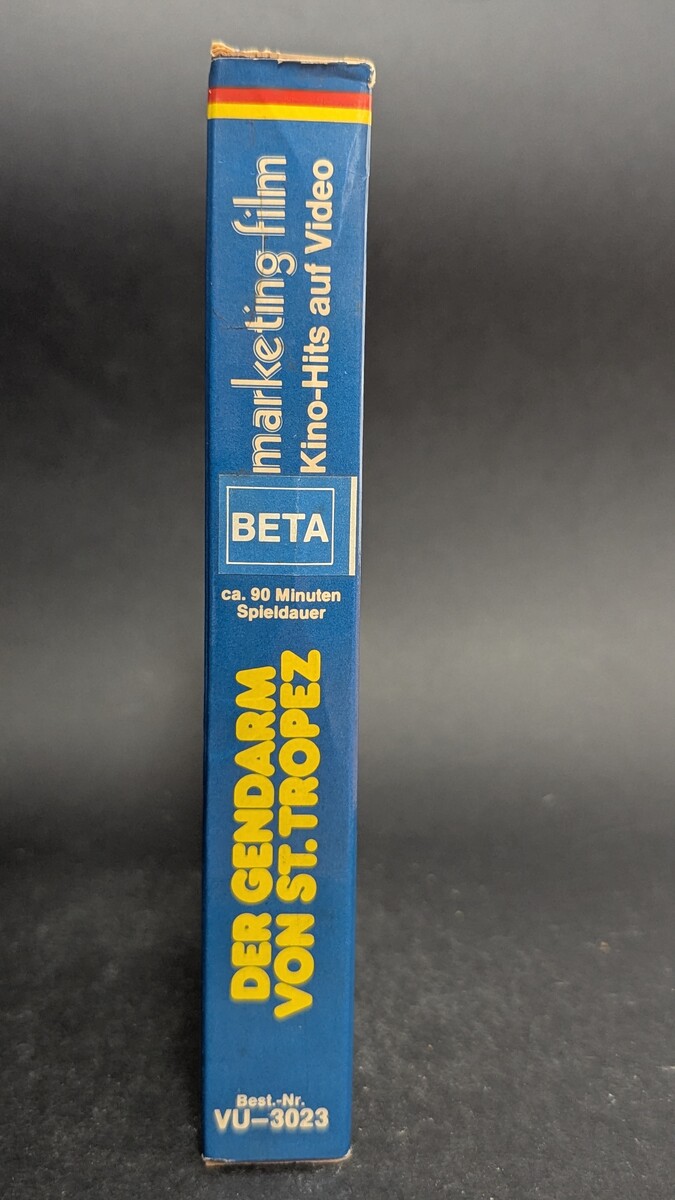 marketing film
Kino-Hits auf Video
BETA
ca. 90 Minuten
Spieldauer
DER GENDARM
VON ST. TROPEZ
Best.-Nr.
VU-3023